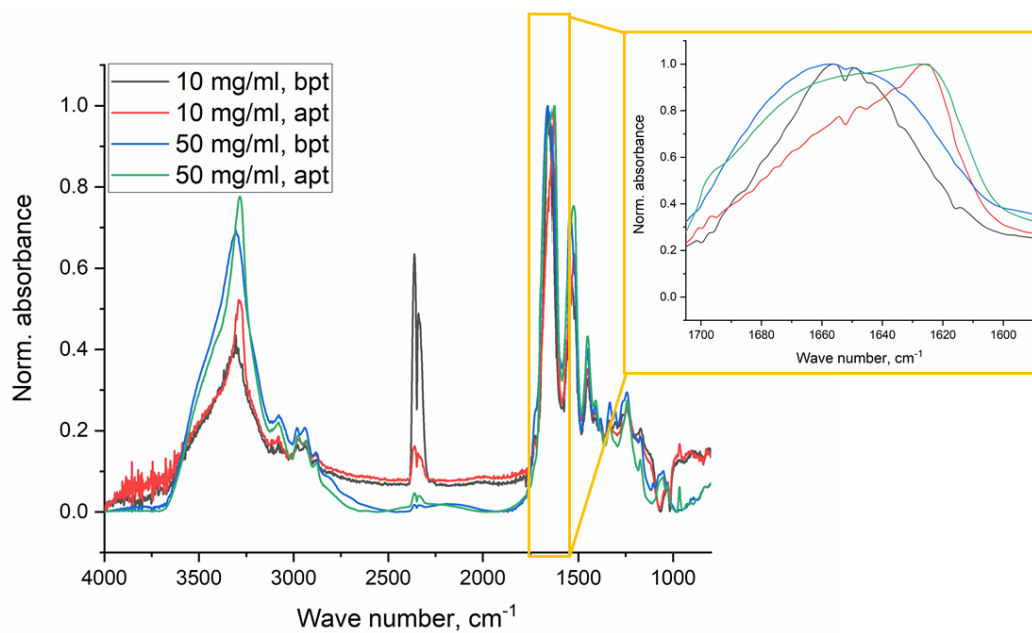 10 mg/ml, bpt
10 mg/ml, apt
50 mg/ml, bpt
50 mg/ml, apt
Norm. absorbance
1.0
0.8
0.6
0.4
0.2
0.0
4000 3500 3000 2500 2000 1500 1000
Wave number, cm⁻¹
Norm. absorbance
1.0
0.8
0.6
0.4
0.2
0.0
1700 1680 1660 1640 1620 1600
Wave number, cm⁻¹